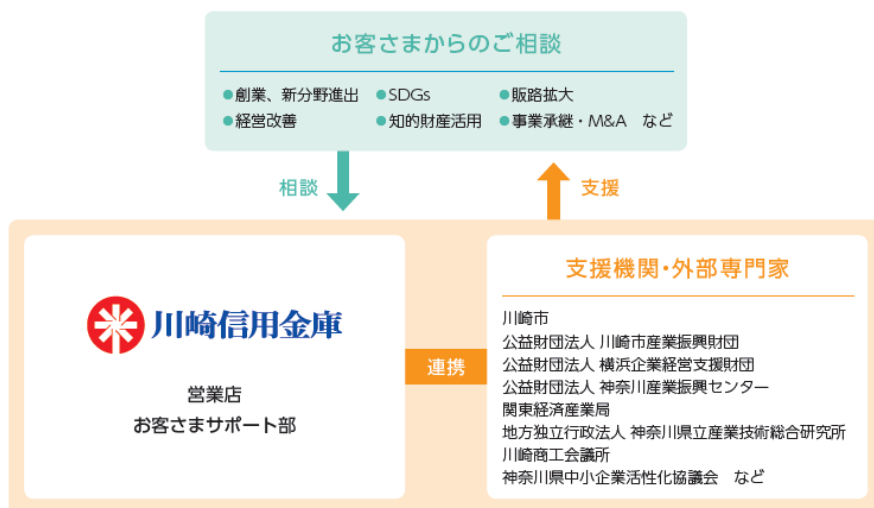 お客さまからのご相談
●創業、新分野進出 ●SDGs ●販路拡大
●経営改善 ●知的財産活用 ●事業承継・M&A など
相談
支援
川崎信用金庫
営業店
お客さまサポート部
連携
支援機関・外部専門家
川崎市
公益財団法人 川崎市産業振興財団
公益財団法人 横浜企業経営支援財団
公益財団法人 神奈川産業振興センター
関東経済産業局
地方独立行政法人 神奈川県立産業技術総合研究所
川崎商工会議所
神奈川県中小企業活性化協議会 など